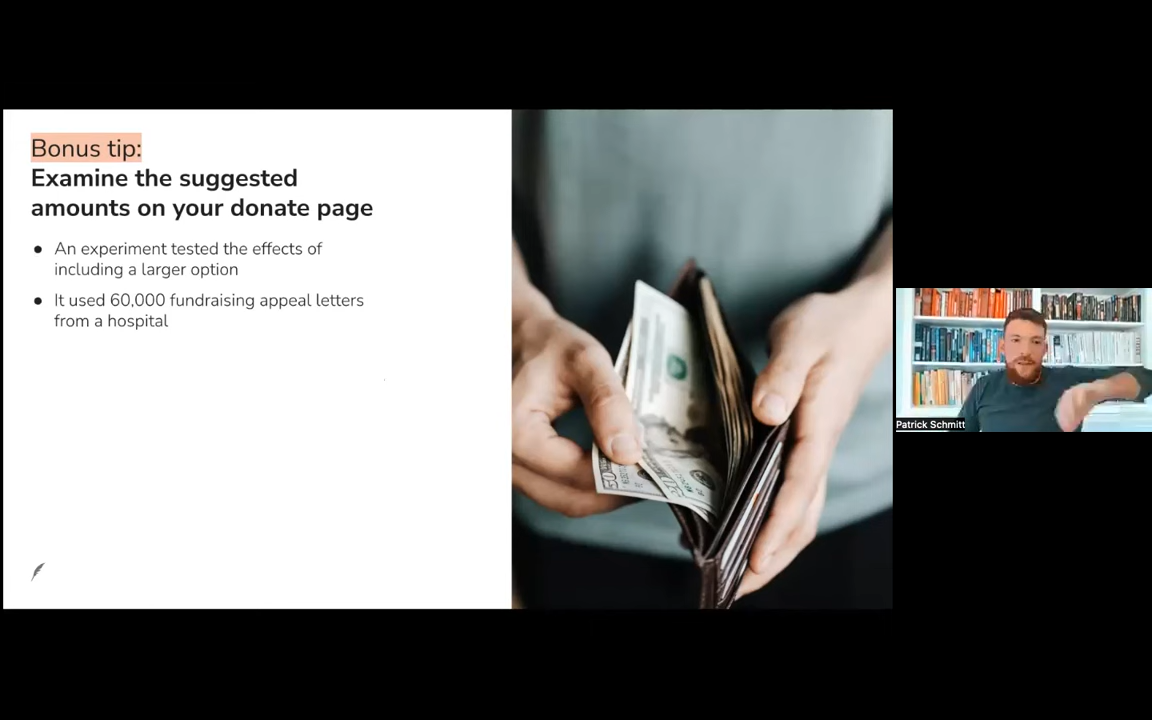 Bonus tip:
Examine the suggested
amounts on your donate page
● An experiment tested the effects of
including a larger option
● It used 60,000 fundraising appeal letters
from a hospital
50
Patrick Schmitt